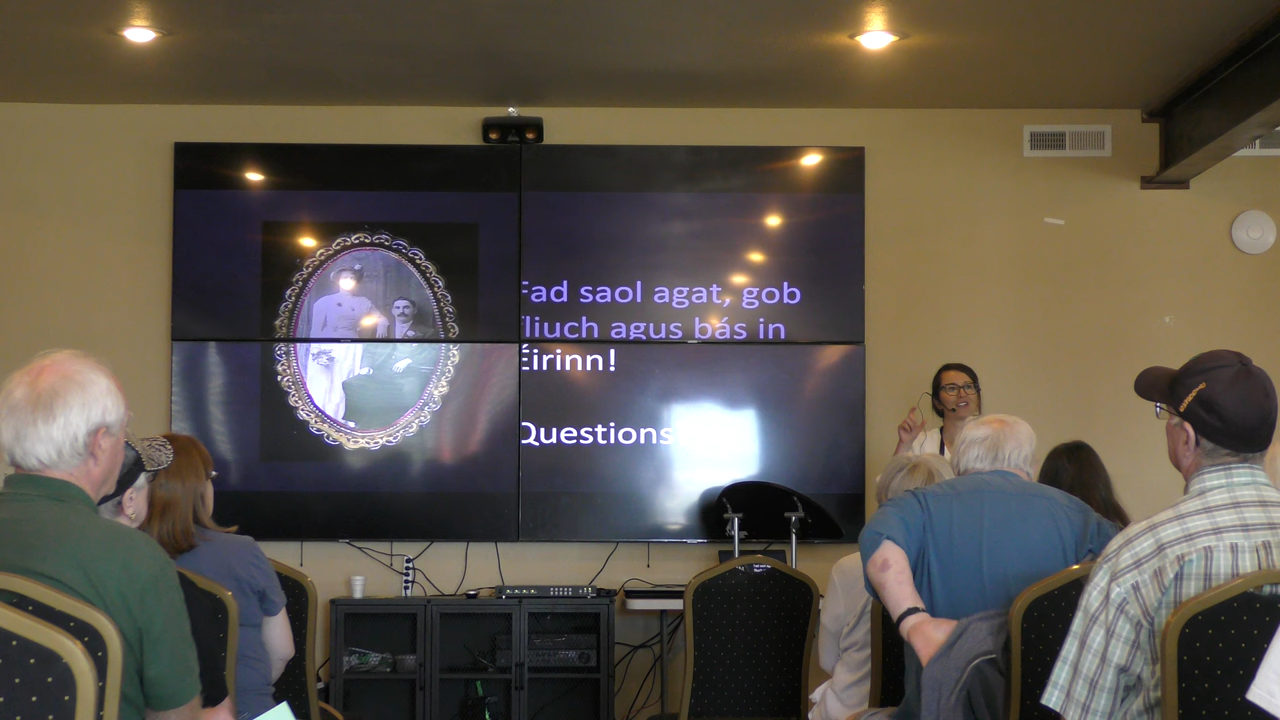 Fad saol agat, gob
fliuch agus bás in
Éirinn!
Questions